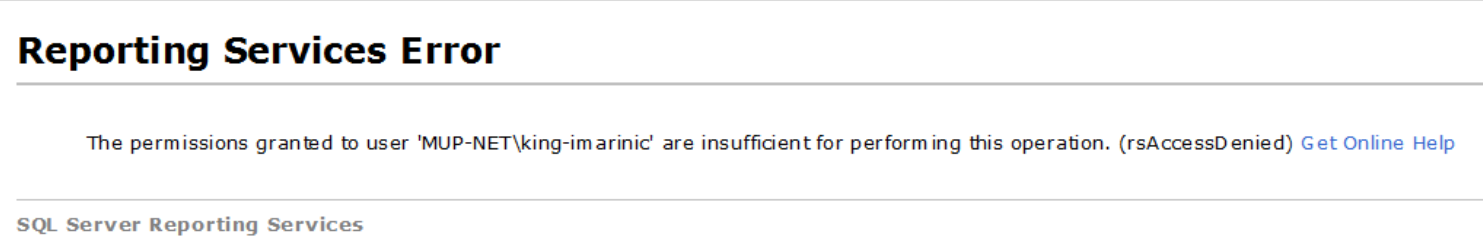 Reporting Services Error
The permissions granted to user 'MUP-NET\king-imarinic' are insufficient for performing this operation. (rsAccessDenied) Get Online Help
SQL Server Reporting Services